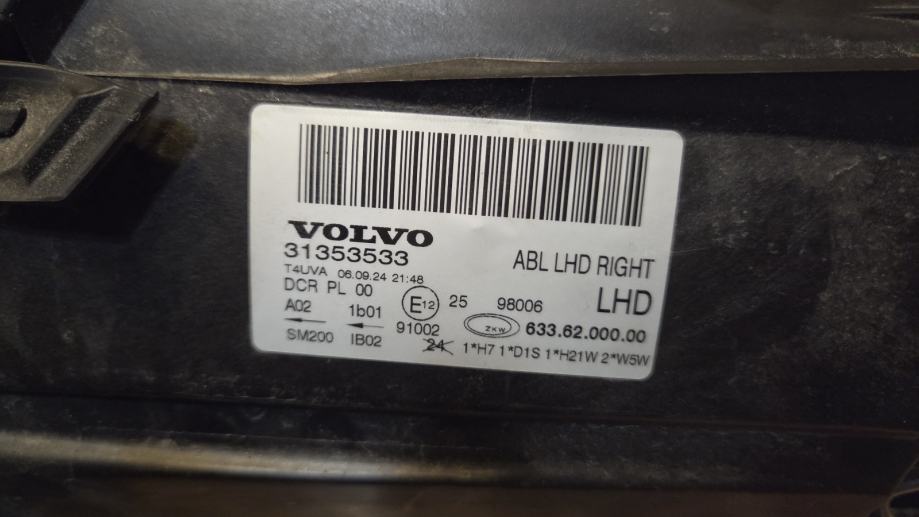 VOLVO
31353533
ABL LHD RIGHT
T4UVA 06.09.24 21:48
DCR PL 00
E12 25 98006 LHD
A02 1b01 91002 ZKW 633.62.000.00
SM200 IB02 24 1*H7 1*D1S 1*H21W 2*W5W